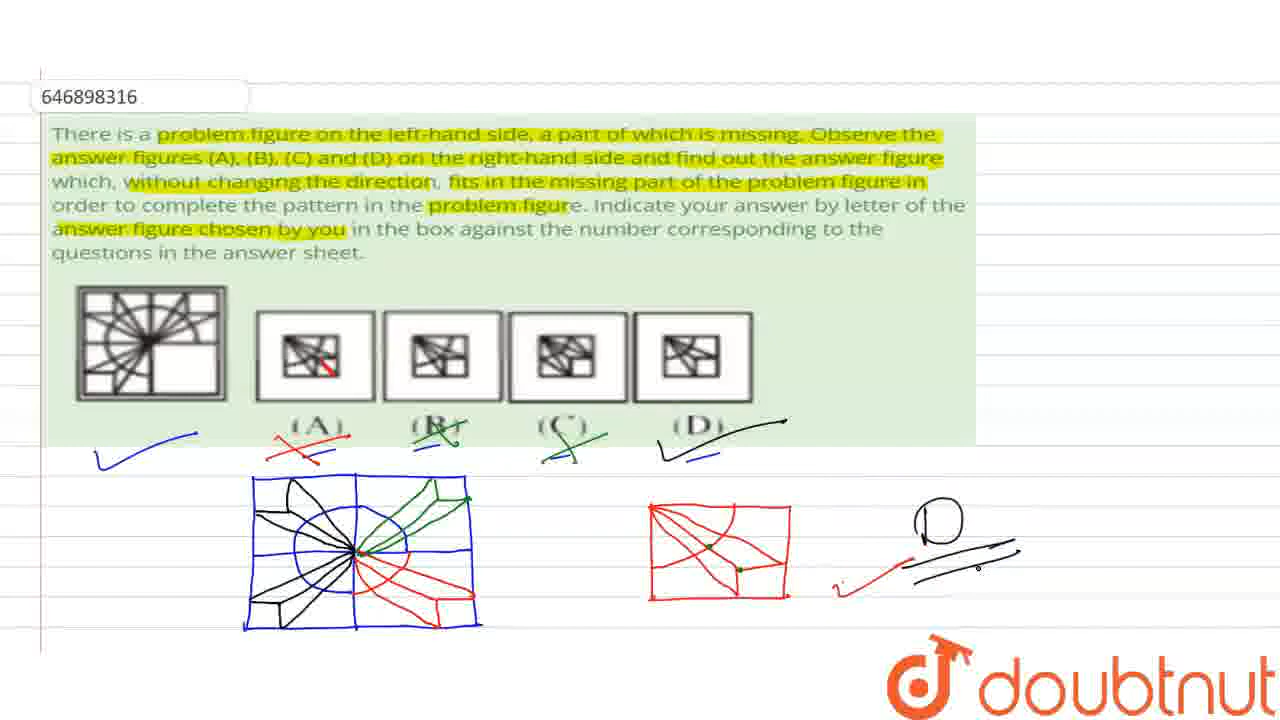 646898316
There is a problem figure on the left-hand side, a part of which is missing. Observe the
answer figures (A), (B), (C) and (D) on the right-hand side and find out the answer figure
which, without changing the direction, fits in the missing part of the problem figure in
order to complete the pattern in the problem figure. Indicate your answer by letter of the
answer figure chosen by you in the box against the number corresponding to the
questions in the answer sheet.
(A) (B) (C) (D)
D
doubtnut